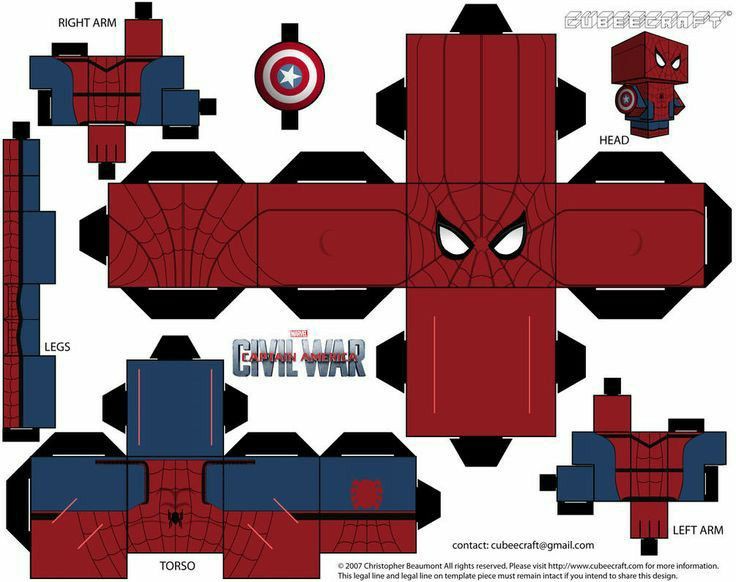 RIGHT ARM
CUBEECRAFT
HEAD
LEGS
MARVEL
CAPTAIN AMERICA
CIVIL WAR
TORSO
LEFT ARM
contact: cubeecraft@gmail.com
© 2007 Christopher Beaumont All rights reserved. Please visit http://www.cubeecraft.com for more information.
This legal line and legal line on template piece must remain intact if you intend to share this design.